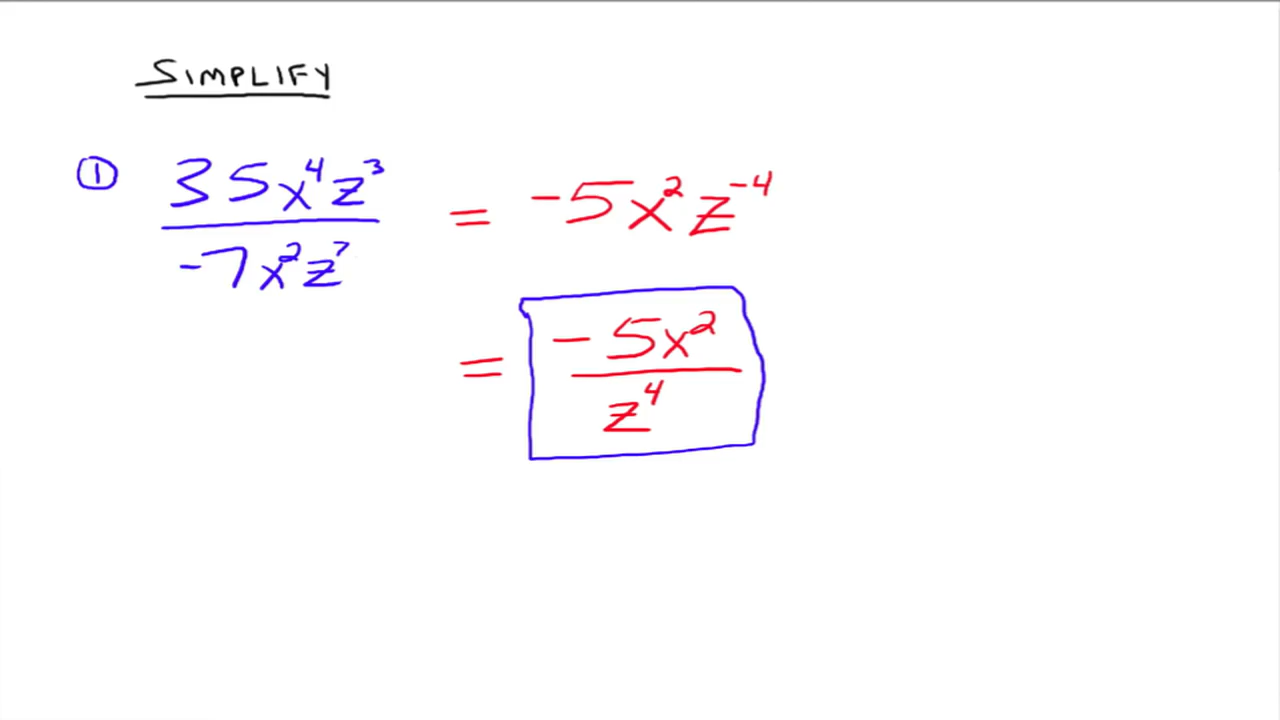 SIMPLIFY
① 35x⁴z³ / -7x²z⁷ = -5x²z⁻⁴
= -5x² / z⁴